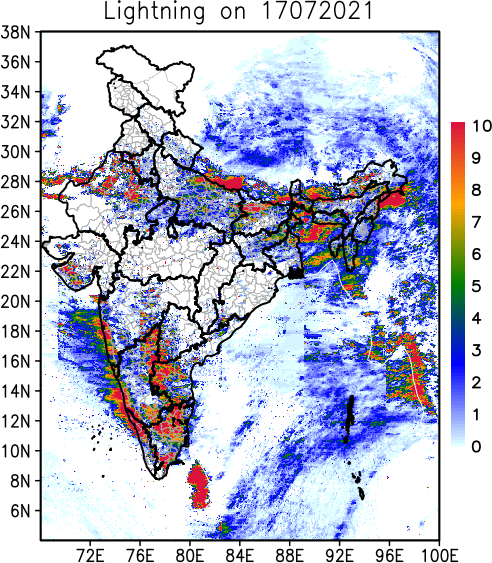 Lightning on 17072021
38N
36N
34N
32N
30N
28N
26N
24N
22N
20N
18N
16N
14N
12N
10N
8N
6N
72E 76E 80E 84E 88E 92E 96E 100E
10
9
8
7
6
5
4
3
2
1
0